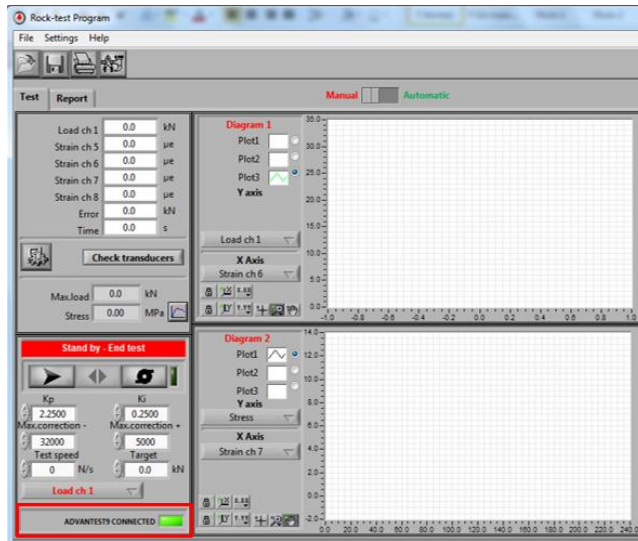 Rock-test Program
File Settings Help
Test Report
Manual Automatic
Load ch 1 0.0 kN
Strain ch 5 0.0 µe
Strain ch 6 0.0 µe
Strain ch 7 0.0 µe
Strain ch 8 0.0 µe
Error 0.0 kN
Time 0.0 s
Check transducers
Max.load 0.0 kN
Stress 0.00 MPa
Stand by - End test
Kp Ki
2.2500 0.2500
Max.correction - Max.correction +
32000 5000
Test speed Target
0 N/s 0.0 kN
Load ch 1
ADVANTEST9 CONNECTED
Diagram 1
Plot1
Plot2
Plot3
Y axis
Load ch 1
X Axis
Strain ch 6
35.0
30.0
25.0
20.0
15.0
10.0
5.0
0.0
-1.0 -0.8 -0.6 -0.4 -0.2 0.0 0.2 0.4 0.6 0.8 1.0
Diagram 2
Plot1
Plot2
Plot3
Y axis
Stress
X Axis
Strain ch 7
14.0
12.0
10.0
8.0
6.0
4.0
2.0
0.0
-2.0
0.0 20.0 40.0 60.0 80.0 100.0 120.0 140.0 160.0 180.0 200.0 220.0 240.0